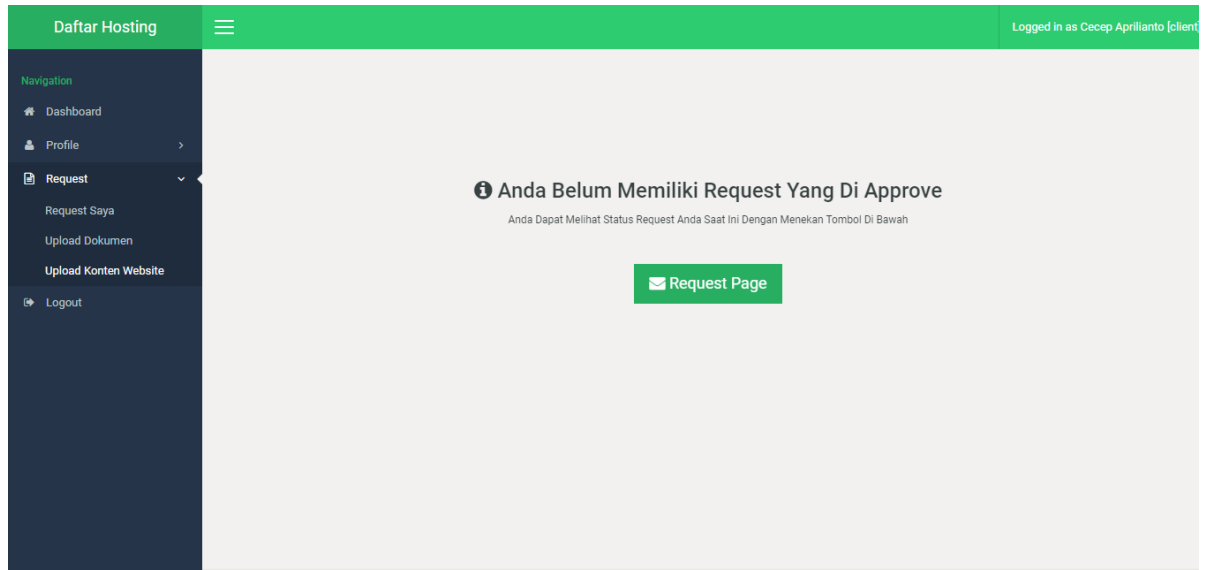 Daftar Hosting
Logged in as Cecep Aprilianto [client]
Navigation
Dashboard
Profile
Request
Request Saya
Upload Dokumen
Upload Konten Website
Logout
Anda Belum Memiliki Request Yang Di Approve
Anda Dapat Melihat Status Request Anda Saat Ini Dengan Menekan Tombol Di Bawah
Request Page